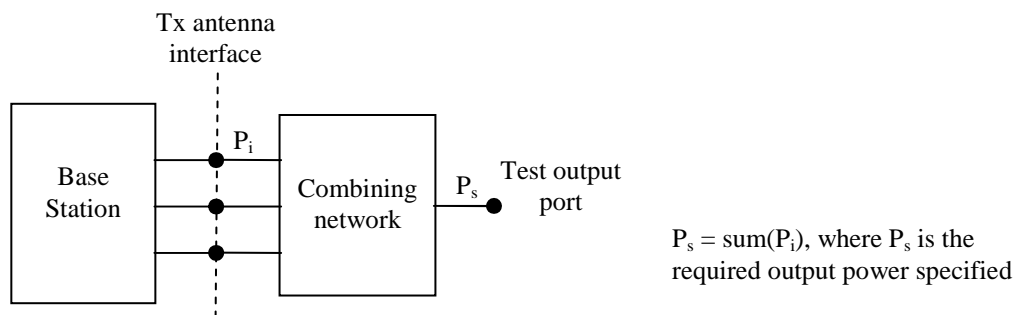 Tx antenna
interface
P_i
Base
Station
Combining
network
P_s
Test output
port
P_s = sum(P_i), where P_s is the
required output power specified